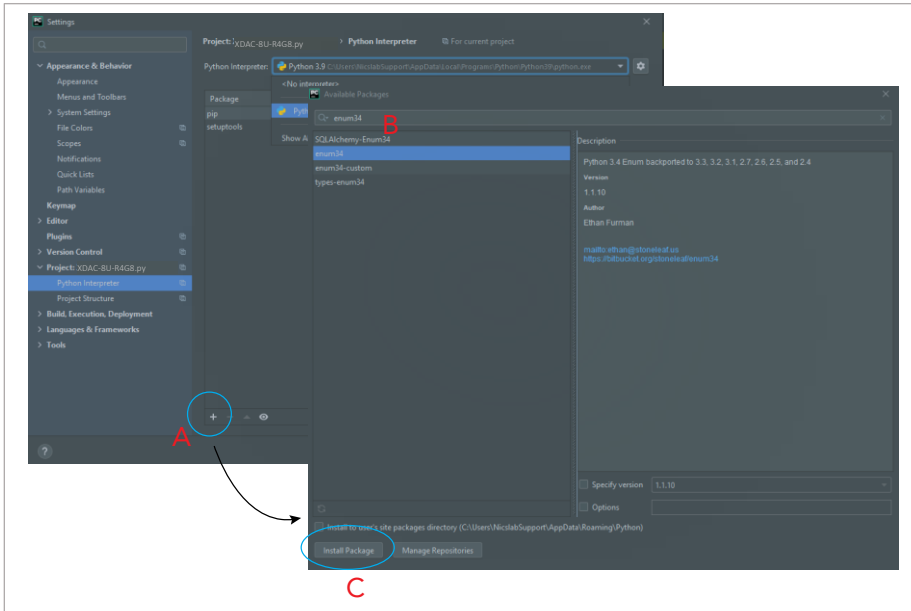 Settings
Project: XDAC-8U-R4G8.py > Python Interpreter For current project
Python Interpreter: Python 3.9 C:\Users\NicslabSupport\AppData\Local\Programs\Python\Python39\python.exe
<No interpreter>
Package
pip
setuptools
Pyth
Show A
Appearance & Behavior
Appearance
Menus and Toolbars
System Settings
File Colors
Scopes
Notifications
Quick Lists
Path Variables
Keymap
Editor
Plugins
Version Control
Project: XDAC-8U-R4G8.py
Python Interpreter
Project Structure
Build, Execution, Deployment
Languages & Frameworks
Tools
?
A
Available Packages
enum34
B
SQLAlchemy-Enum34
enum34
enum34-custom
types-enum34
Description
Python 3.4 Enum backported to 3.3, 3.2, 3.1, 2.7, 2.6, 2.5, and 2.4
Version
1.1.10
Author
Ethan Furman
mailto:ethan@stoneleaf.us
https://bitbucket.org/stoneleaf/enum34
Specify version 1.1.10
Options
Install to user's site packages directory (C:\Users\NicslabSupport\AppData\Roaming\Python)
Install Package Manage Repositories
C